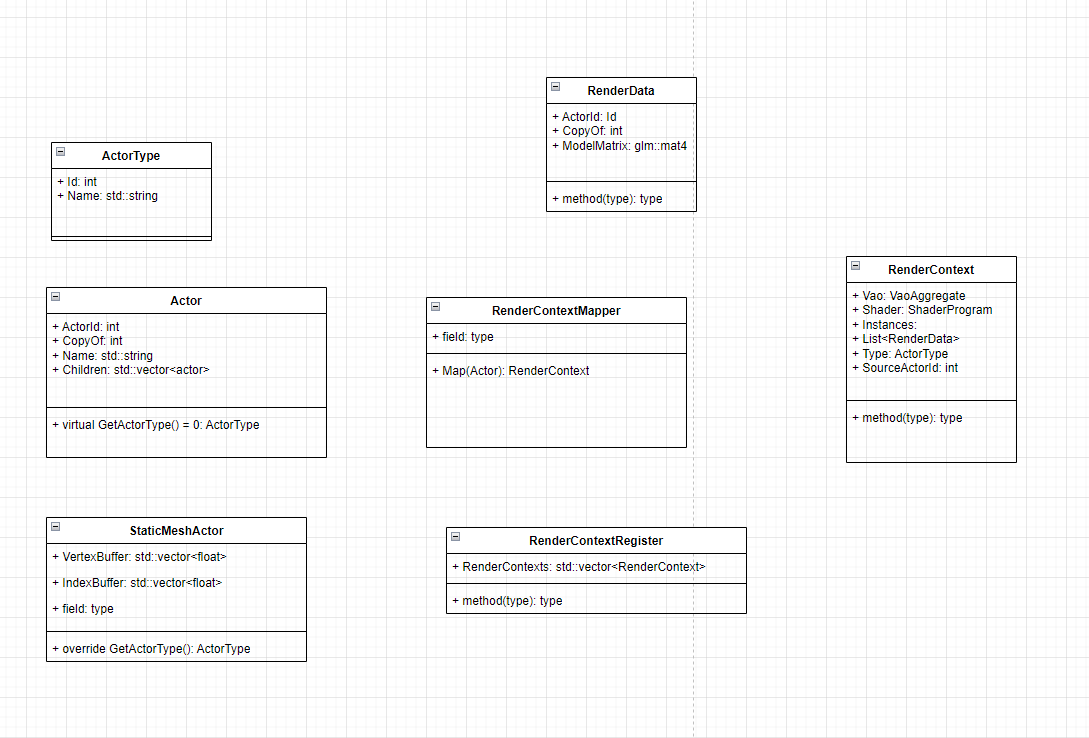 RenderData
+ ActorId: Id
+ CopyOf: int
+ ModelMatrix: glm::mat4
+ method(type): type
ActorType
+ Id: int
+ Name: std::string
Actor
+ ActorId: int
+ CopyOf: int
+ Name: std::string
+ Children: std::vector<actor>
+ virtual GetActorType() = 0: ActorType
RenderContextMapper
+ field: type
+ Map(Actor): RenderContext
RenderContext
+ Vao: VaoAggregate
+ Shader: ShaderProgram
+ Instances:
+ List<RenderData>
+ Type: ActorType
+ SourceActorId: int
+ method(type): type
StaticMeshActor
+ VertexBuffer: std::vector<float>
+ IndexBuffer: std::vector<float>
+ field: type
+ override GetActorType(): ActorType
RenderContextRegister
+ RenderContexts: std::vector<RenderContext>
+ method(type): type